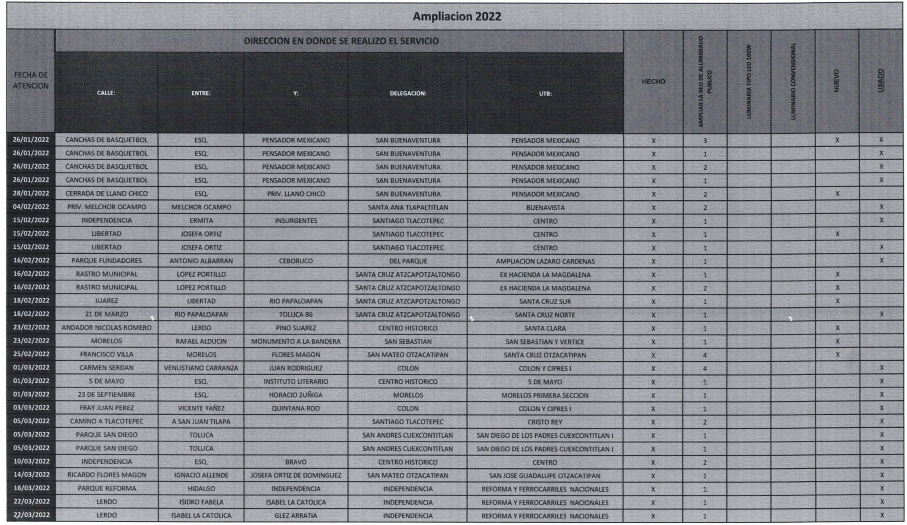 Ampliacion 2022
DIRECCION EN DONDE SE REALIZO EL SERVICIO
FECHA DE ATENCION CALLE: ENTRE: Y: DELEGACION: UTB: HECHO AMPLIAR LA RED DE ALUMBRADO PUBLICO LUMINARIA TIPO LED 100W LUMINARIO CONVENSIONAL NUEVO USADO
26/01/2022 CANCHAS DE BASQUETBOL ESQ. PENSADOR MEXICANO SAN BUENAVENTURA PENSADOR MEXICANO X 3 X X
26/01/2022 CANCHAS DE BASQUETBOL ESQ. PENSADOR MEXICANO SAN BUENAVENTURA PENSADOR MEXICANO X 1 X
26/01/2022 CANCHAS DE BASQUETBOL ESQ. PENSADOR MEXICANO SAN BUENAVENTURA PENSADOR MEXICANO X 2 X
26/01/2022 CANCHAS DE BASQUETBOL ESQ. PENSADOR MEXICANO SAN BUENAVENTURA PENSADOR MEXICANO X 1 X
28/01/2022 CERRADA DE LLANO CHICO ESQ. PRIV. LLANO CHICO SAN BUENAVENTURA PENSADOR MEXICANO X 2 X
04/02/2022 PRIV. MELCHOR OCAMPO MELCHOR OCAMPO SANTA ANA TLAPALTITLAN BUENAVISTA X 2 X
15/02/2022 INDEPENDENCIA ERMITA INSURGENTES SANTIAGO TLACOTEPEC CENTRO X 1 X
15/02/2022 LIBERTAD JOSEFA ORTIZ SANTIAGO TLACOTEPEC CENTRO X 1 X
15/02/2022 LIBERTAD JOSEFA ORTIZ SANTIAGO TLACOTEPEC CENTRO X 1 X
16/02/2022 PARQUE FUNDADORES ANTONIO ALBARRAN CEBORUCO DEL PARQUE AMPLIACION LAZARO CARDENAS X 1 X
16/02/2022 RASTRO MUNICIPAL LOPEZ PORTILLO SANTA CRUZ ATZCAPOTZALTONGO EX HACIENDA LA MAGDALENA X 1 X
16/02/2022 RASTRO MUNICIPAL LOPEZ PORTILLO SANTA CRUZ ATZCAPOTZALTONGO EX HACIENDA LA MAGDALENA X 2 X
18/02/2022 JUAREZ LIBERTAD RIO PAPALOAPAN SANTA CRUZ ATZCAPOTZALTONGO SANTA CRUZ SUR X 1 X
18/02/2022 21 DE MARZO RIO PAPALOAPAN TOLUCA 86 SANTA CRUZ ATZCAPOTZALTONGO SANTA CRUZ NORTE X 1 X
23/02/2022 ANDADOR NICOLAS ROMERO LERDO PINO SUAREZ CENTRO HISTORICO SANTA CLARA X 1 X
23/02/2022 MORELOS RAFAEL ALDUCIN MONUMENTO A LA BANDERA SAN SEBASTIAN SAN SEBASTIAN Y VERTICE X 1 X
25/02/2022 FRANCISCO VILLA MORELOS FLORES MAGON SAN MATEO OTZACATIPAN SANTA CRUZ OTZACATIPAN X 4 X
01/03/2022 CARMEN SERDAN VENUSTIANO CARRANZA JUAN RODRIGUEZ COLON COLON Y CIPRES I X 4 X
01/03/2022 5 DE MAYO ESQ. INSTITUTO LITERARIO CENTRO HISTORICO 5 DE MAYO X 1 X
01/03/2022 23 DE SEPTIEMBRE ESQ. HORACIO ZUÑIGA MORELOS MORELOS PRIMERA SECCION X 1 X
03/03/2022 FRAY JUAN PEREZ VICENTE YAÑEZ QUINTANA ROO COLON COLON Y CIPRES I X 1 X
05/03/2022 CAMINO A TLACOTEPEC A SAN JUAN TILAPA SANTIAGO TLACOTEPEC CRISTO REY X 2 X
05/03/2022 PARQUE SAN DIEGO TOLUCA SAN ANDRES CUEXCONTITLAN SAN DIEGO DE LOS PADRES CUEXCONTITLAN I X 1 X
05/03/2022 PARQUE SAN DIEGO TOLUCA SAN ANDRES CUEXCONTITLAN SAN DIEGO DE LOS PADRES CUEXCONTITLAN I X 1 X
10/03/2022 INDEPENDENCIA ESQ. BRAVO CENTRO HISTORICO CENTRO X 2 X
14/03/2022 RICARDO FLORES MAGON IGNACIO ALLENDE JOSEFA ORTIZ DE DOMINGUEZ SAN MATEO OTZACATIPAN SAN JOSE GUADALUPE OTZACATIPAN X 1 X
18/03/2022 PARQUE REFORMA HIDALGO INDEPENDENCIA INDEPENDENCIA REFORMA Y FERROCARRILES NACIONALES X 1 X
22/03/2022 LERDO ISIDRO FABELA ISABEL LA CATOLICA INDEPENDENCIA REFORMA Y FERROCARRILES NACIONALES X 1 X
22/03/2022 LERDO ISABEL LA CATOLICA GLEZ ARRATIA INDEPENDENCIA REFORMA Y FERROCARRILES NACIONALES X 1 X